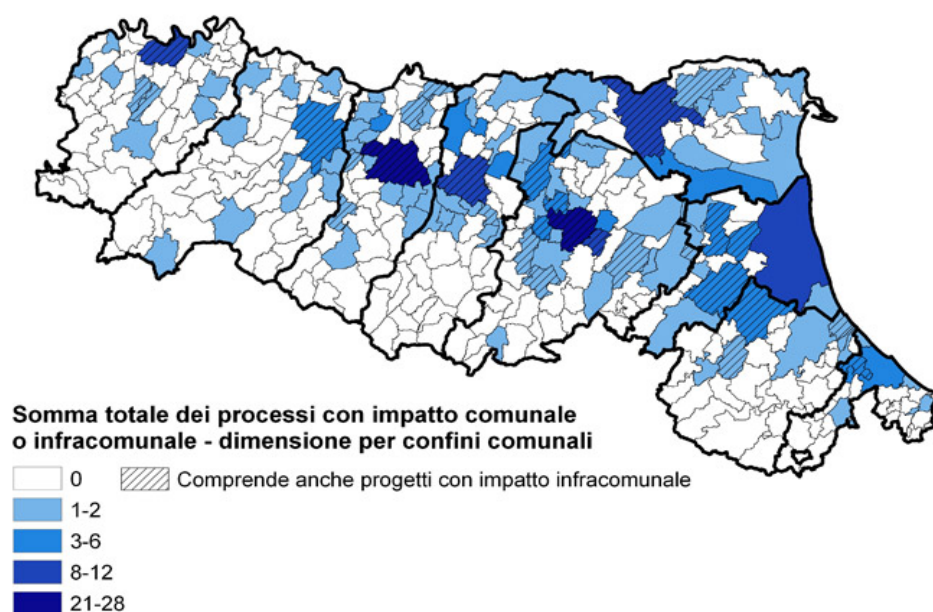 Somma totale dei processi con impatto comunale
o infracomunale - dimensione per confini comunali
0
Comprende anche progetti con impatto infracomunale
1-2
3-6
8-12
21-28